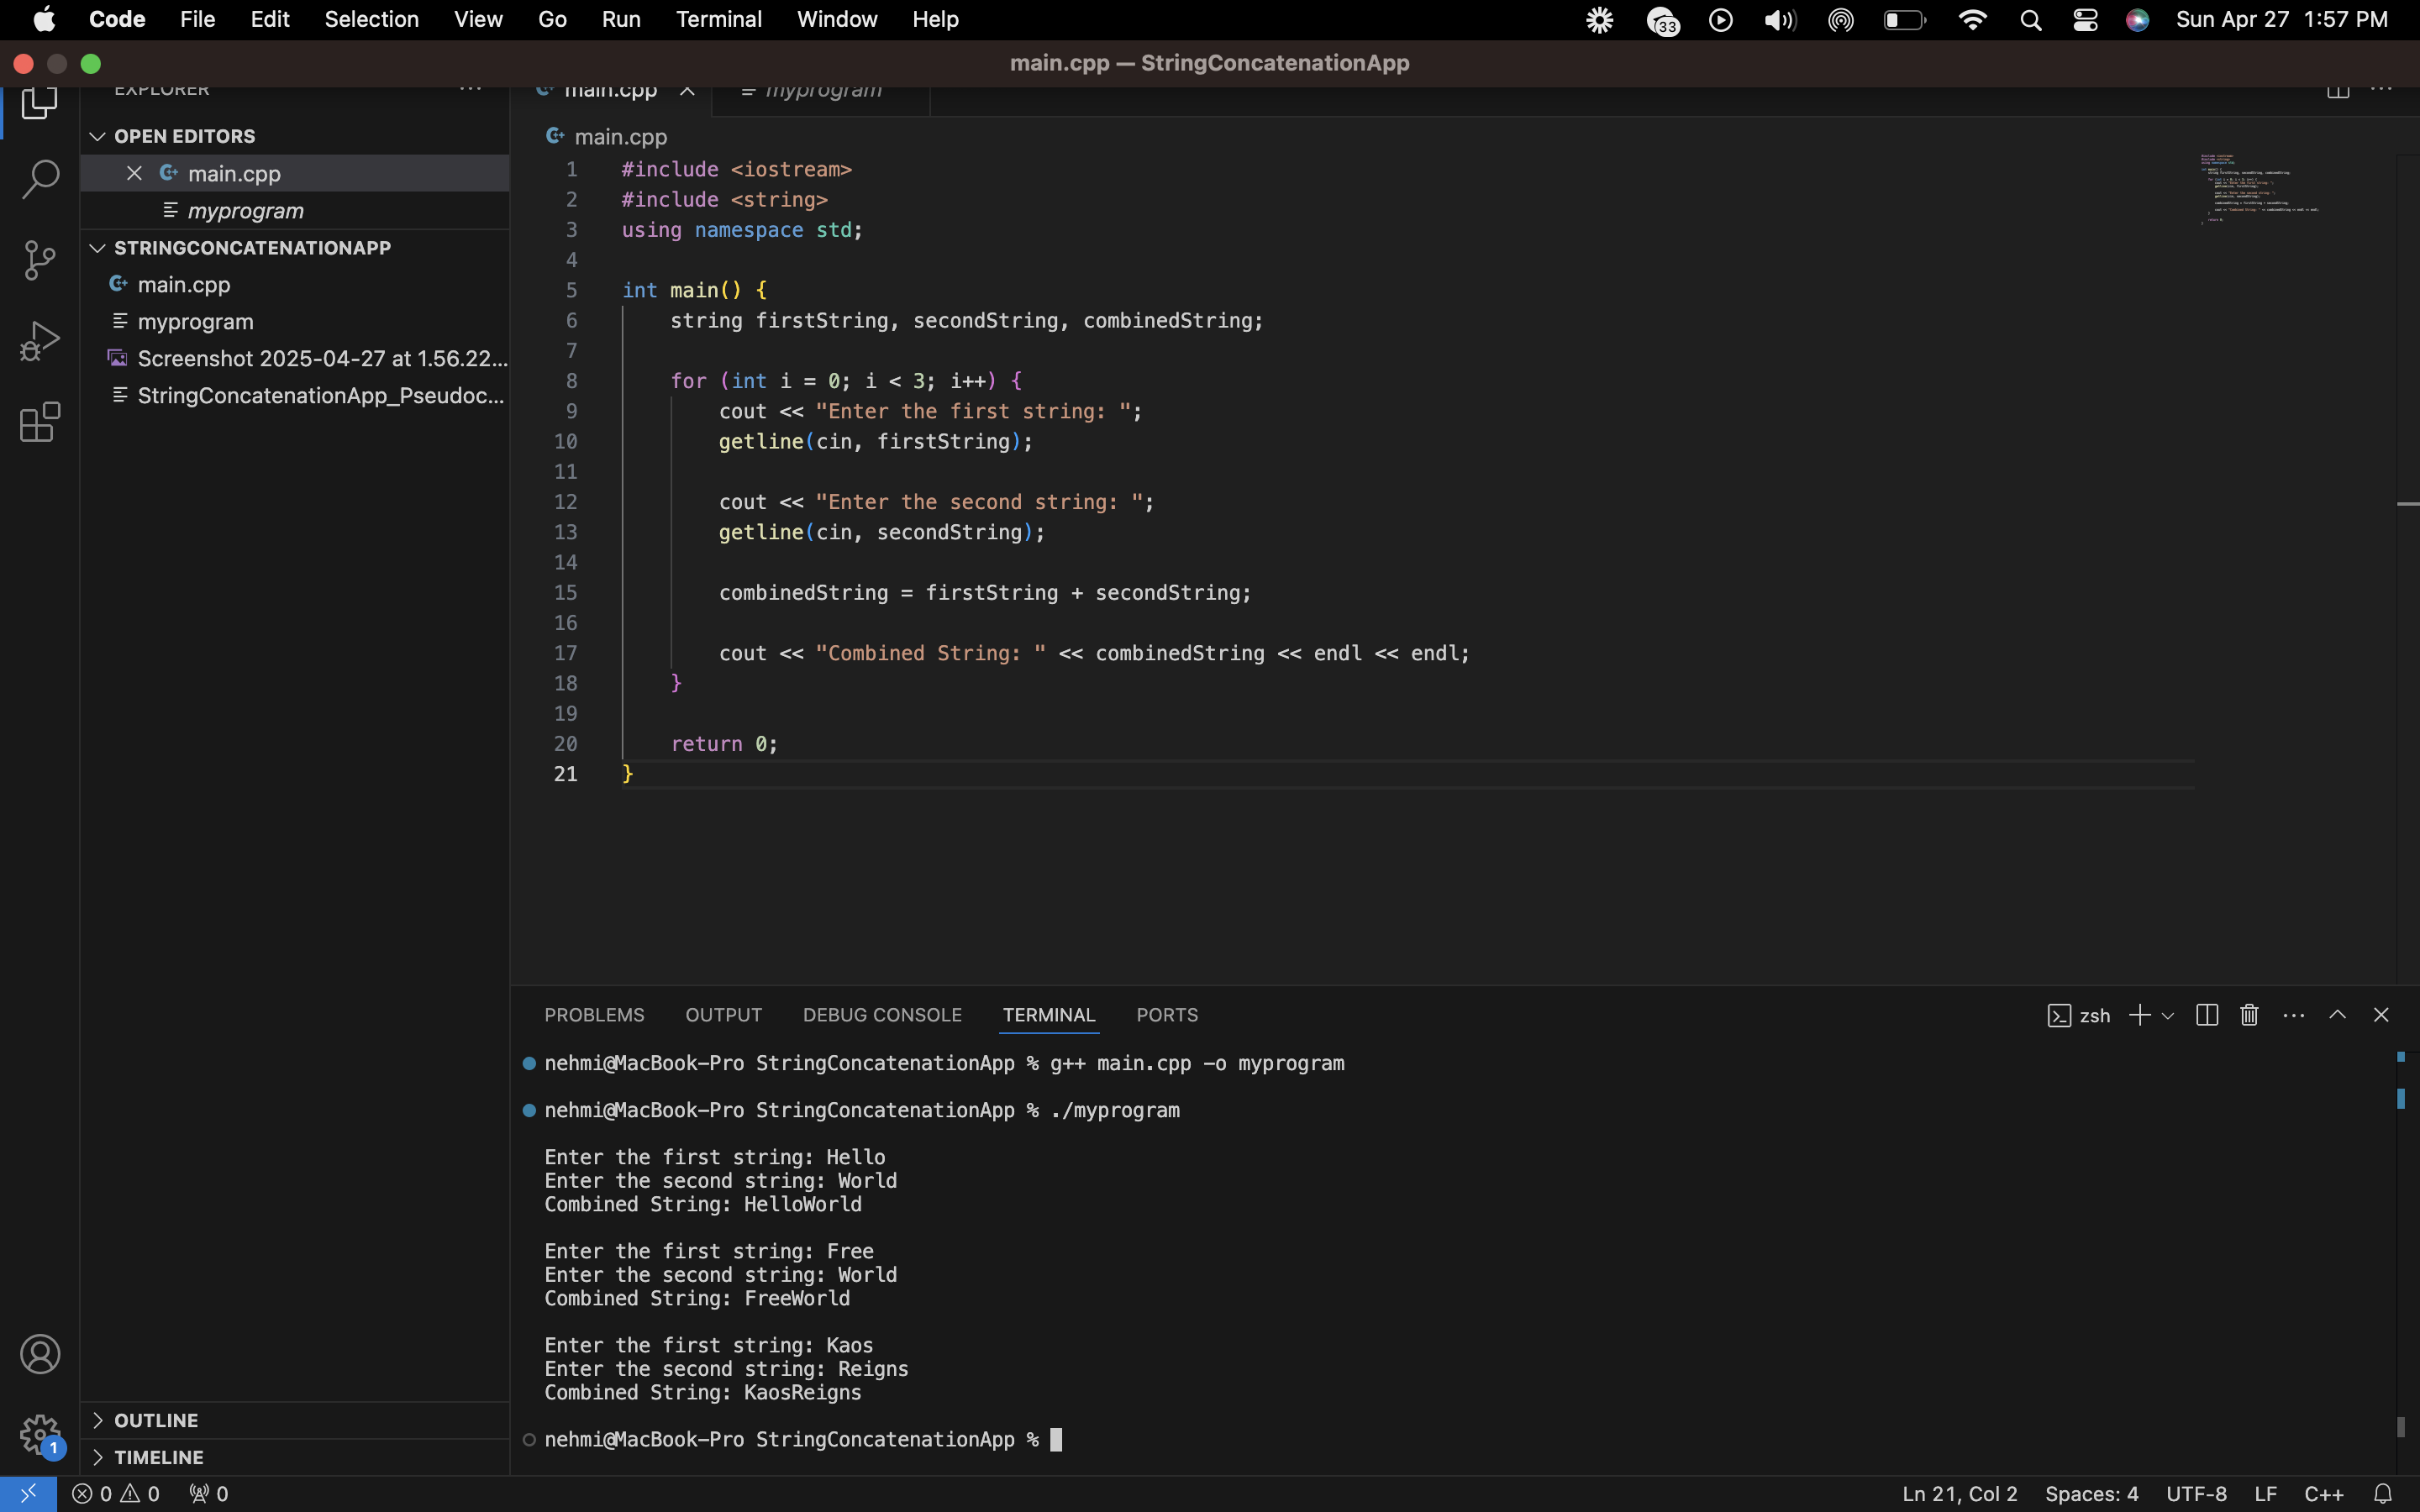 Code File Edit Selection View Go Run Terminal Window Help 33 Sun Apr 27 1:57 PM
main.cpp — StringConcatenationApp
EXPLORER
main.cpp myprogram
OPEN EDITORS
main.cpp
myprogram
STRINGCONCATENATIONAPP
main.cpp
myprogram
Screenshot 2025-04-27 at 1.56.22...
StringConcatenationApp_Pseudoc...
OUTLINE
TIMELINE
main.cpp
1 #include <iostream>
2 #include <string>
3 using namespace std;
4
5 int main() {
6 string firstString, secondString, combinedString;
7
8 for (int i = 0; i < 3; i++) {
9 cout << "Enter the first string: ";
10 getline(cin, firstString);
11
12 cout << "Enter the second string: ";
13 getline(cin, secondString);
14
15 combinedString = firstString + secondString;
16
17 cout << "Combined String: " << combinedString << endl << endl;
18 }
19
20 return 0;
21 }
PROBLEMS OUTPUT DEBUG CONSOLE TERMINAL PORTS zsh
nehmi@MacBook-Pro StringConcatenationApp % g++ main.cpp -o myprogram
nehmi@MacBook-Pro StringConcatenationApp % ./myprogram
Enter the first string: Hello
Enter the second string: World
Combined String: HelloWorld
Enter the first string: Free
Enter the second string: World
Combined String: FreeWorld
Enter the first string: Kaos
Enter the second string: Reigns
Combined String: KaosReigns
nehmi@MacBook-Pro StringConcatenationApp %
1
0 0 0 Ln 21, Col 2 Spaces: 4 UTF-8 LF C++